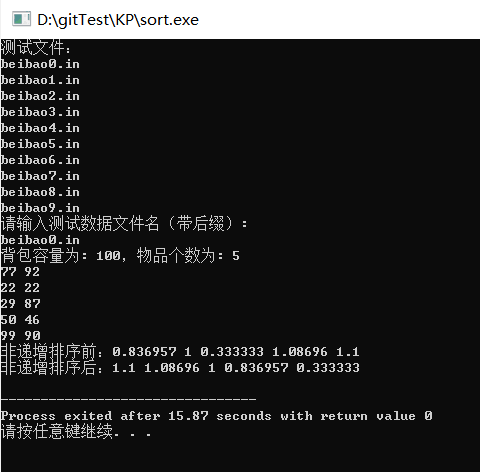 D:\gitTest\KP\sort.exe
测试文件：
beibao0.in
beibao1.in
beibao2.in
beibao3.in
beibao4.in
beibao5.in
beibao6.in
beibao7.in
beibao8.in
beibao9.in
请输入测试数据文件名（带后缀）：
beibao0.in
背包容量为：100，物品个数为：5
77 92
22 22
29 87
50 46
99 90
非递增排序前：0.836957 1 0.333333 1.08696 1.1
非递增排序后：1.1 1.08696 1 0.836957 0.333333
--------------------------------
Process exited after 15.87 seconds with return value 0
请按任意键继续. . .